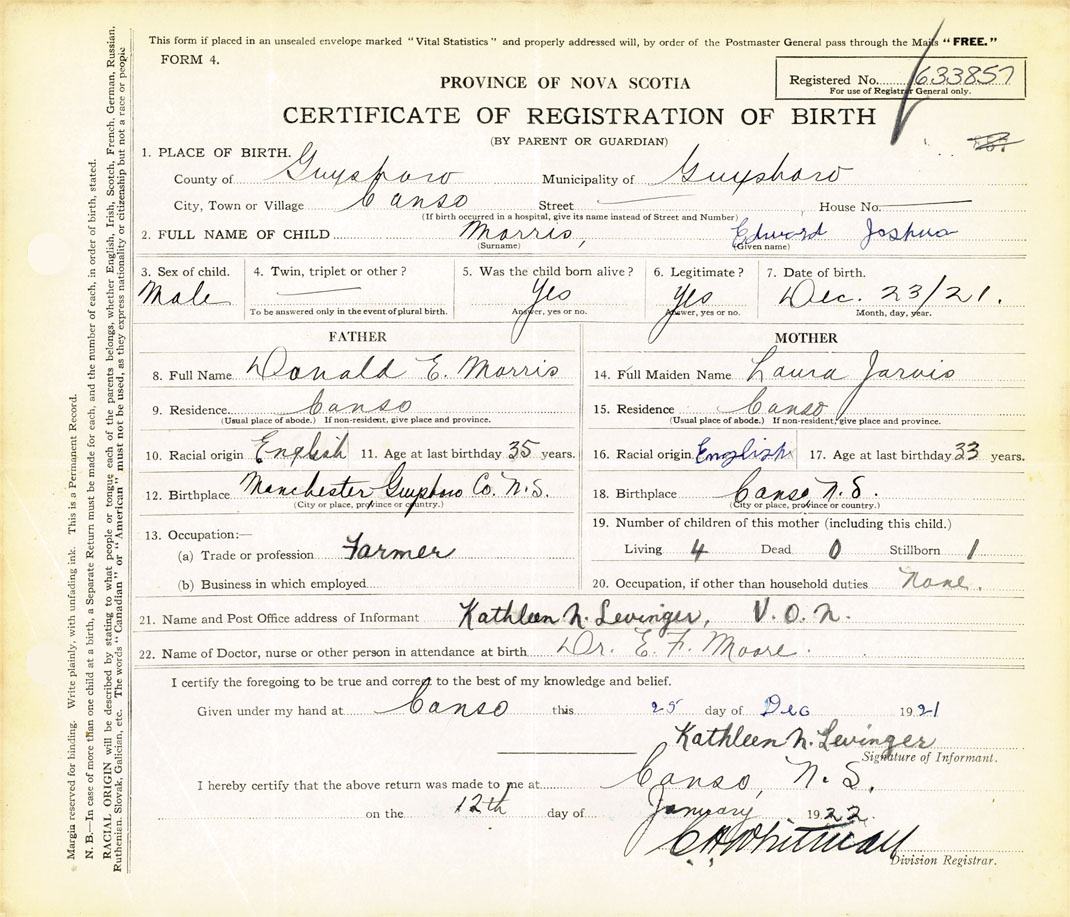 This form if placed in an unsealed envelope marked "Vital Statistics" and properly addressed will, by order of the Postmaster General pass through the Mails "FREE."
FORM 4.
PROVINCE OF NOVA SCOTIA
Registered No. 633857
For use of Registrar General only.
CERTIFICATE OF REGISTRATION OF BIRTH
(BY PARENT OR GUARDIAN)
1. PLACE OF BIRTH.
County of Guysboro Municipality of Guysboro
City, Town or Village Canso Street House No.
(If birth occurred in a hospital, give its name instead of Street and Number)
2. FULL NAME OF CHILD Morris, Edward Joshua
(Surname) (Given name)
3. Sex of child. 4. Twin, triplet or other? 5. Was the child born alive? 6. Legitimate? 7. Date of birth.
Male Yes Yes Dec. 23/21.
To be answered only in the event of plural birth. Answer, yes or no. Answer, yes or no. Month, day, year.
FATHER MOTHER
8. Full Name Donald E. Morris 14. Full Maiden Name Laura Jarvis
9. Residence Canso 15. Residence Canso
(Usual place of abode.) If non-resident, give place and province. (Usual place of abode.) If non-resident, give place and province.
10. Racial origin English 11. Age at last birthday 35 years. 16. Racial origin English 17. Age at last birthday 33 years.
12. Birthplace Manchester Guysboro Co. N.S. 18. Birthplace Canso N.S.
(City or place, province or country.) (City or place, province or country.)
13. Occupation:— 19. Number of children of this mother (including this child.)
(a) Trade or profession Farmer Living 4 Dead 0 Stillborn 1
(b) Business in which employed 20. Occupation, if other than household duties None.
21. Name and Post Office address of Informant Kathleen N. Levinger, V.O.N.
22. Name of Doctor, nurse or other person in attendance at birth Dr. E. F. Moore.
I certify the foregoing to be true and correct to the best of my knowledge and belief.
Given under my hand at Canso this 25 day of Dec 1921
Kathleen N. Levinger
Signature of Informant.
I hereby certify that the above return was made to me at Canso, N.S.
on the 12th day of January 1922
C H Whitman
Division Registrar.
Margin reserved for binding. Write plainly, with unfading ink. This is a Permanent Record.
N. B.—In case of more than one child at a birth, a Separate Return must be made for each, and the number of each, in order of birth, stated.
RACIAL ORIGIN will be described by stating to what people or tongue each of the parents belongs, whether English, Irish, Scotch, French, German, Russian,
Ruthenian, Slovak, Galician, etc. The words "Canadian" or "American" must not be used, as they express nationality or citizenship but not a race or people